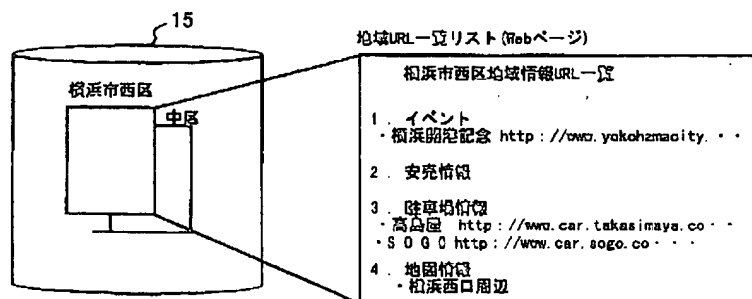 15
地域URL一覧リスト(Webページ)
横浜市西区
中区
横浜市西区地域情報URL一覧
1. イベント
・横浜開港記念 http://www.yokohamacity.・・
2. 安売情報
3. 駐車場情報
・高島屋 http://www.car.takasimaya.co・・・
・SOGO http://www.car.sogo.co・・・
4. 地図情報
・横浜西口周辺